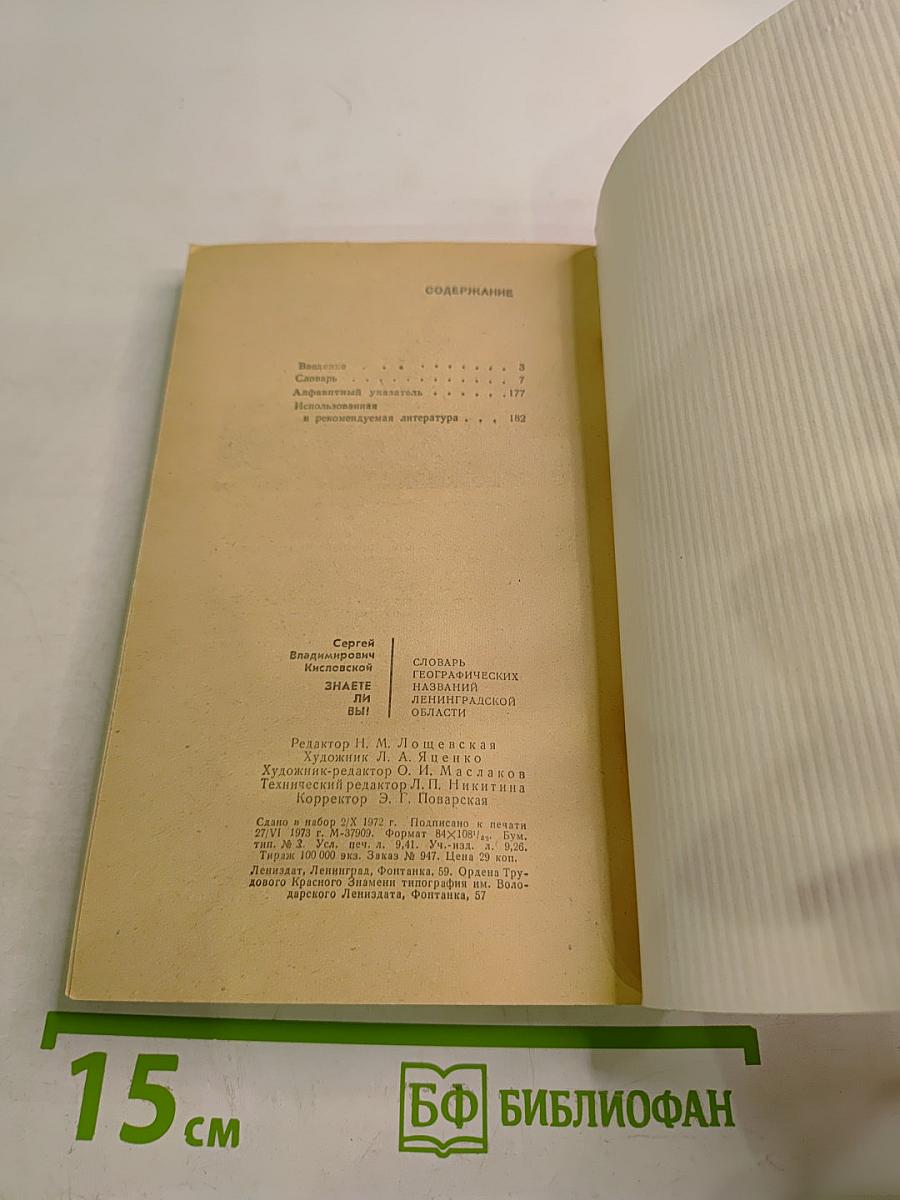 СОДЕРЖАНИЕ
Введение . . . . . . . . . . 3
Словарь . . . . . . . . . . 7
Алфавитный указатель . . . . . . 177
Использованная
и рекомендуемая литература . . . 182
Сергей
Владимирович
Кисловской
ЗНАЕТЕ
ЛИ
ВЫ!
СЛОВАРЬ
ГЕОГРАФИЧЕСКИХ
НАЗВАНИЙ
ЛЕНИНГРАДСКОЙ
ОБЛАСТИ
Редактор Н. М. Лощевская
Художник Л. А. Яценко
Художник-редактор О. И. Маслаков
Технический редактор Л. П. Никитина
Корректор Э. Г. Поварская
Сдано в набор 2/X 1972 г. Подписано к печати
27/VI 1973 г. М-37909. Формат 84×108¹/₃₂. Бум.
тип. № 3. Усл. печ. л. 9,41. Уч.-изд. л. 9,26.
Тираж 100 000 экз. Заказ № 947. Цена 29 коп.
Лениздат, Ленинград, Фонтанка, 59. Ордена Тру-
дового Красного Знамени типография им. Воло-
дарского Лениздата, Фонтанка, 57
15 см
БФ БИБЛИОФАН